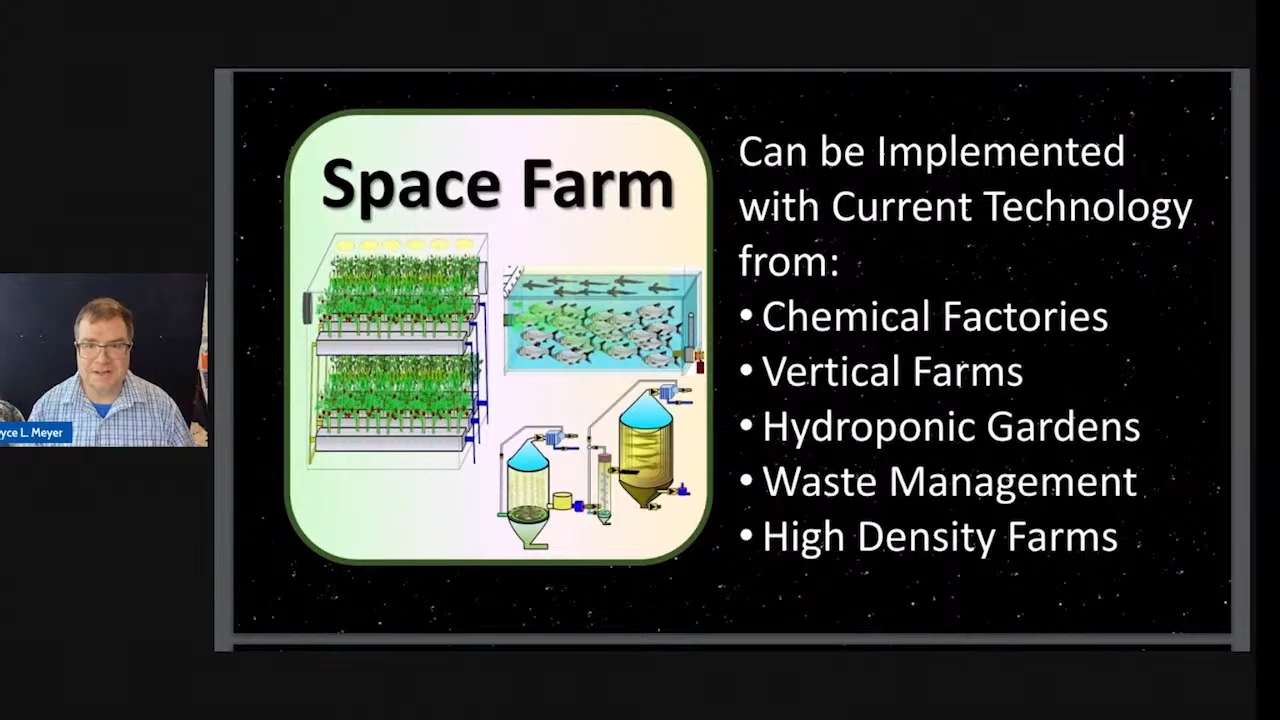 Space Farm
Can be Implemented
with Current Technology
from:
• Chemical Factories
• Vertical Farms
• Hydroponic Gardens
• Waste Management
• High Density Farms
L. Meyer